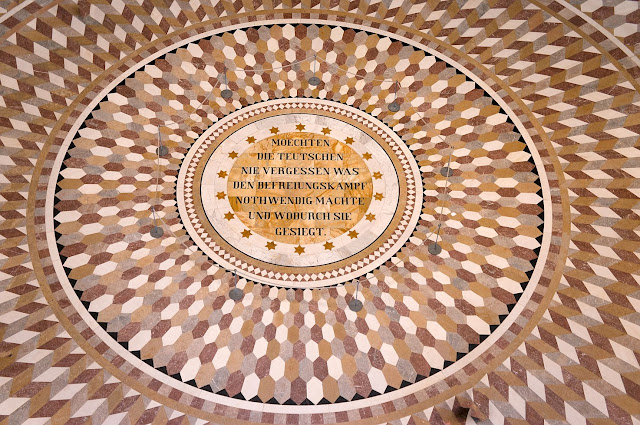 MOECHTEN
DIE TEUTSCHEN
NIE VERGESSEN WAS
DEN BEFREIUNGSKAMPF
NOTHWENDIG MACHTE
UND WODURCH SIE
GESIEGT.